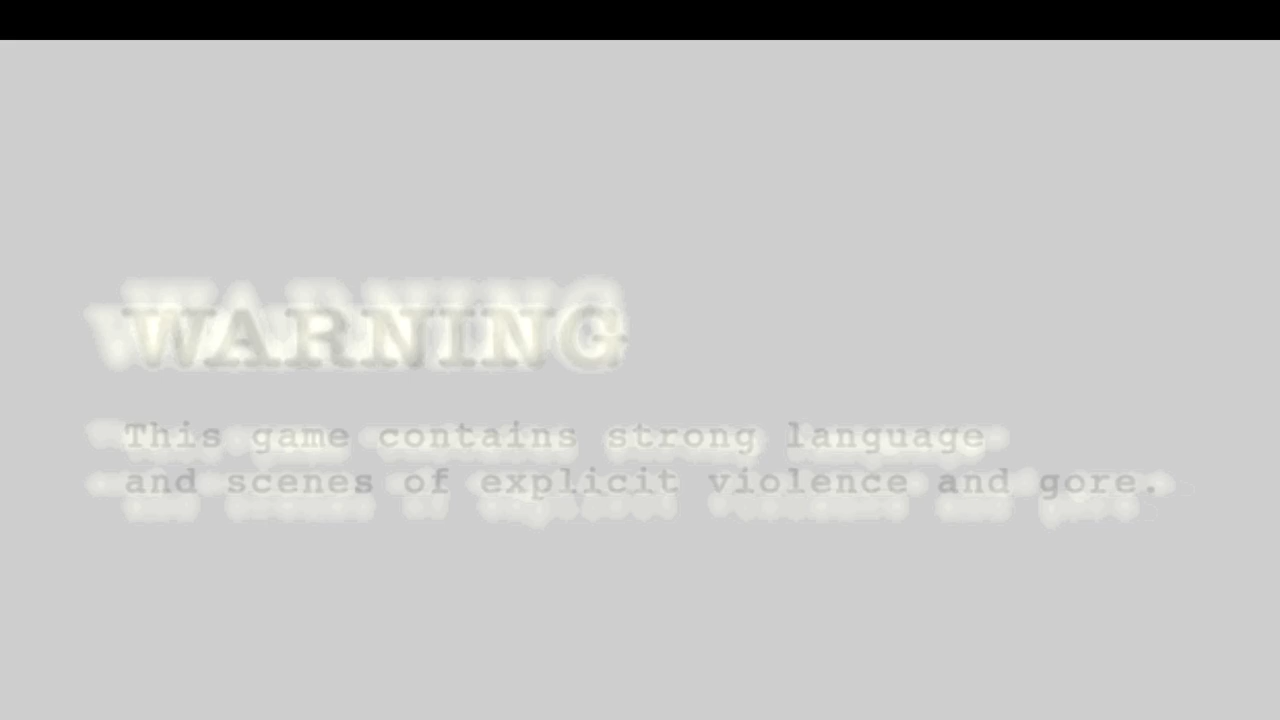 WARNING
This game contains strong language
and scenes of explicit violence and gore.